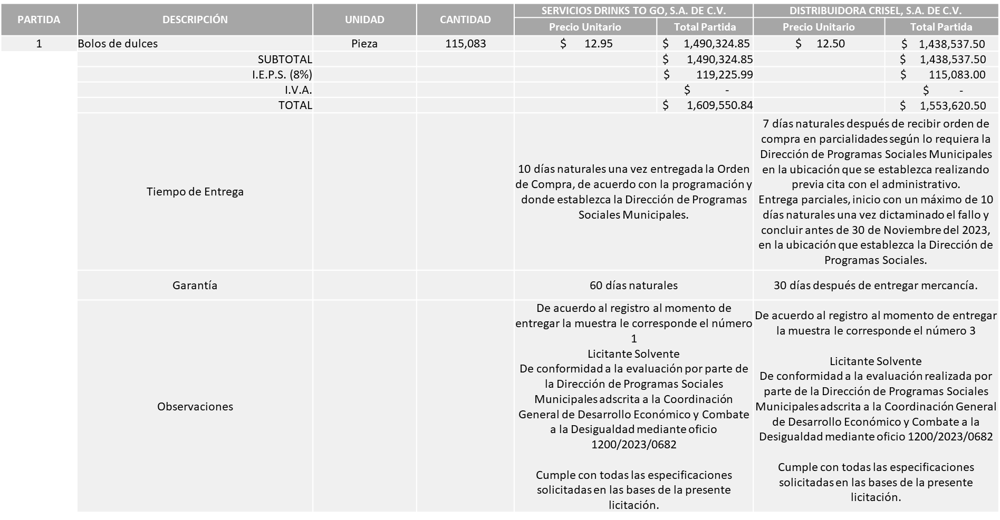 PARTIDA DESCRIPCIÓN UNIDAD CANTIDAD SERVICIOS DRINKS TO GO, S.A. DE C.V. DISTRIBUIDORA CRISEL, S.A. DE C.V.
Precio Unitario Total Partida Precio Unitario Total Partida
1 Bolos de dulces Pieza 115,083 $ 12.95 $ 1,490,324.85 $ 12.50 $ 1,438,537.50
SUBTOTAL $ 1,490,324.85 $ 1,438,537.50
I.E.P.S. (8%) $ 119,225.99 $ 115,083.00
I.V.A. $ - $ -
TOTAL $ 1,609,550.84 $ 1,553,620.50
Tiempo de Entrega
10 días naturales una vez entregada la Orden
de Compra, de acuerdo con la programación y
donde establezca la Dirección de Programas
Sociales Municipales.
7 días naturales después de recibir orden de
compra en parcialidades según lo requiera la
Dirección de Programas Sociales Municipales
en la ubicación que se establezca realizando
previa cita con el administrativo.
Entrega parciales, inicio con un máximo de 10
días naturales una vez dictaminado el fallo y
concluir antes de 30 de Noviembre del 2023,
en la ubicación que establezca la Dirección de
Programas Sociales.
Garantía 60 días naturales 30 días después de entregar mercancía.
Observaciones
De acuerdo al registro al momento de
entregar la muestra le corresponde el número
1
Licitante Solvente
De conformidad a la evaluación por parte de
la Dirección de Programas Sociales
Municipales adscrita a la Coordinación
General de Desarrollo Económico y Combate
a la Desigualdad mediante oficio
1200/2023/0682
Cumple con todas las especificaciones
solicitadas en las bases de la presente
licitación.
De acuerdo al registro al momento de entregar
la muestra le corresponde el número 3
Licitante Solvente
De conformidad a la evaluación realizada por
parte de la Dirección de Programas Sociales
Municipales adscrita a la Coordinación General
de Desarrollo Económico y Combate a la
Desigualdad mediante oficio 1200/2023/0682
Cumple con todas las especificaciones
solicitadas en las bases de la presente
licitación.